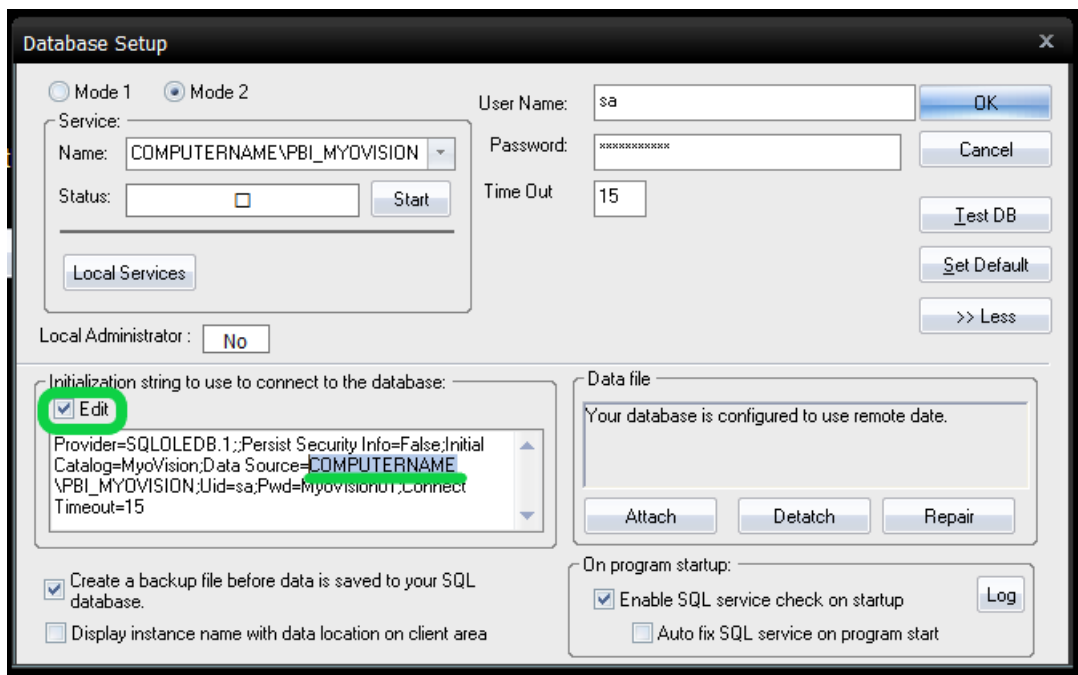 Database Setup
x
Mode 1
Mode 2
Service:
Name:
COMPUTERNAME\PBI_MYOVISION
Status:
Start
Local Services
Local Administrator :
No
User Name:
sa
Password:
xxxxxxxxxxx
Time Out
15
OK
Cancel
Test DB
Set Default
>> Less
Initialization string to use to connect to the database:
Edit
Provider=SQLOLEDB.1;;Persist Security Info=False;Initial
Catalog=MyoVision;Data Source=COMPUTERNAME
\PBI_MYOVISION;Uid=sa;Pwd=MyoVision01;Connect
Timeout=15
Data file
Your database is configured to use remote date.
Attach
Detatch
Repair
Create a backup file before data is saved to your SQL
database.
Display instance name with data location on client area
On program startup:
Enable SQL service check on startup
Log
Auto fix SQL service on program start